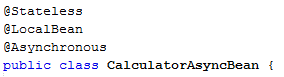 @Stateless
@LocalBean
@Asynchronous
public class CalculatorAsyncBean {